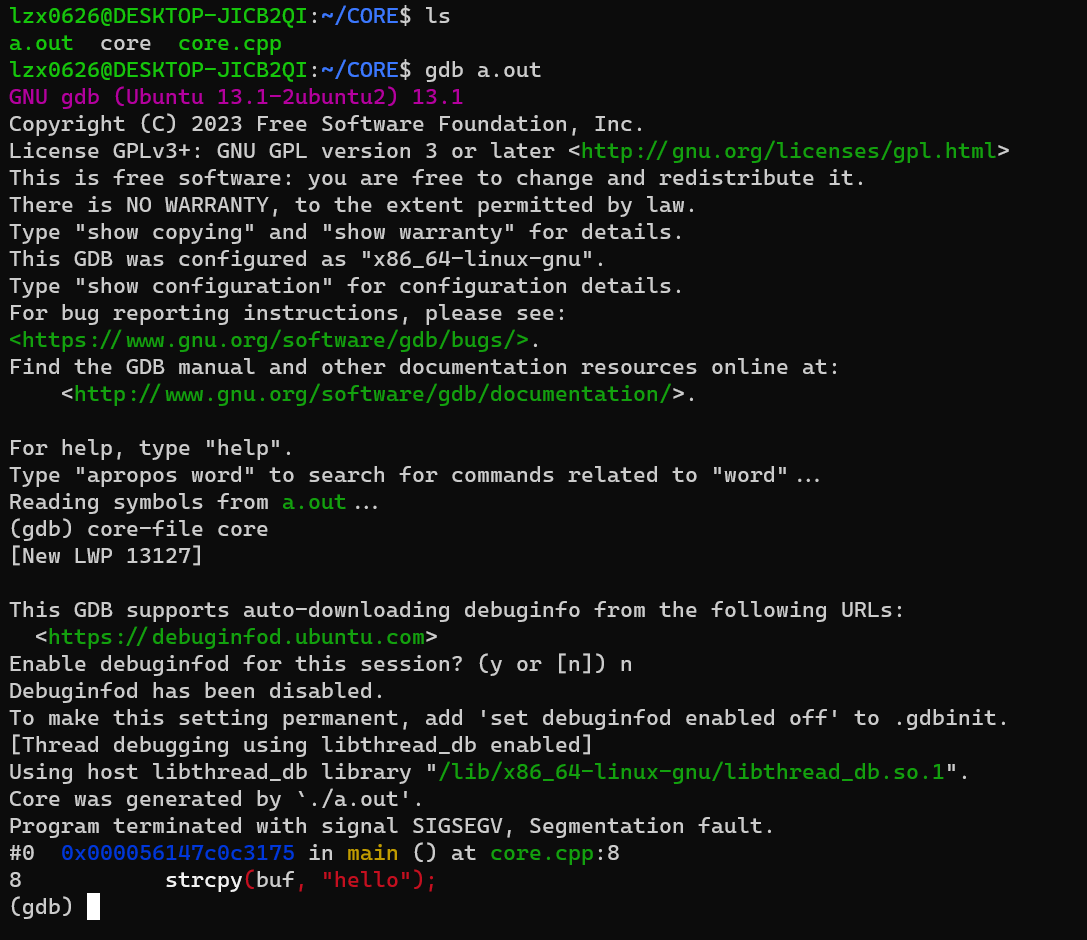 lzx0626@DESKTOP-JICB2QI:~/CORE$ ls
a.out  core  core.cpp
lzx0626@DESKTOP-JICB2QI:~/CORE$ gdb a.out
GNU gdb (Ubuntu 13.1-2ubuntu2) 13.1
Copyright (C) 2023 Free Software Foundation, Inc.
License GPLv3+: GNU GPL version 3 or later <http://gnu.org/licenses/gpl.html>
This is free software: you are free to change and redistribute it.
There is NO WARRANTY, to the extent permitted by law.
Type "show copying" and "show warranty" for details.
This GDB was configured as "x86_64-linux-gnu".
Type "show configuration" for configuration details.
For bug reporting instructions, please see:
<https://www.gnu.org/software/gdb/bugs/>.
Find the GDB manual and other documentation resources online at:
    <http://www.gnu.org/software/gdb/documentation/>.

For help, type "help".
Type "apropos word" to search for commands related to "word"...
Reading symbols from a.out...
(gdb) core-file core
[New LWP 13127]

This GDB supports auto-downloading debuginfo from the following URLs:
  <https://debuginfod.ubuntu.com>
Enable debuginfod for this session? (y or [n]) n
Debuginfod has been disabled.
To make this setting permanent, add 'set debuginfod enabled off' to .gdbinit.
[Thread debugging using libthread_db enabled]
Using host libthread_db library "/lib/x86_64-linux-gnu/libthread_db.so.1".
Core was generated by `./a.out'.
Program terminated with signal SIGSEGV, Segmentation fault.
#0  0x000056147c0c3175 in main () at core.cpp:8
8           strcpy(buf, "hello");
(gdb)